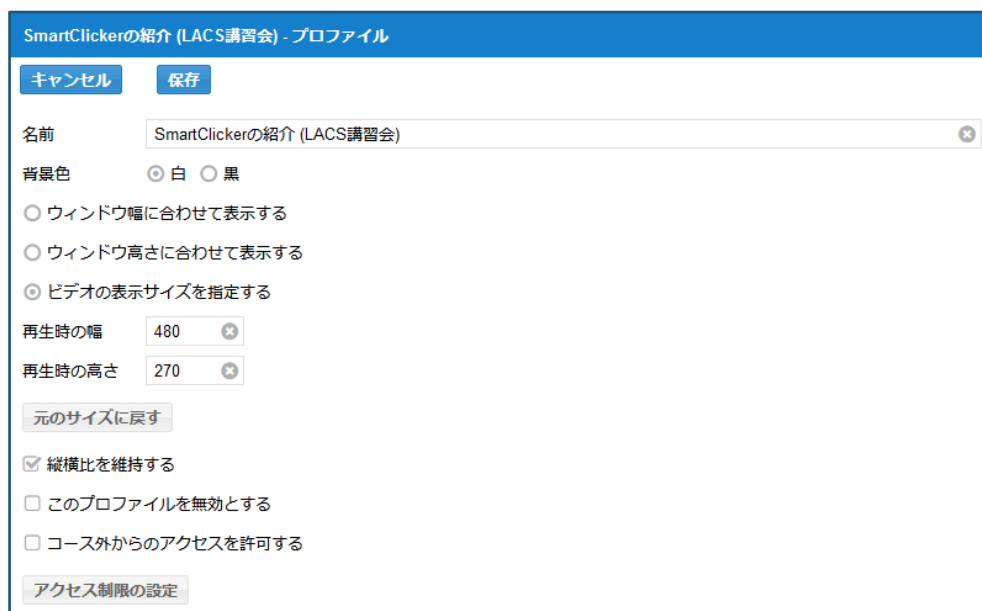 SmartClickerの紹介 (LACS講習会) - プロファイル
キャンセル 保存
名前 SmartClickerの紹介 (LACS講習会)
背景色 白 黒
ウィンドウ幅に合わせて表示する
ウィンドウ高さに合わせて表示する
ビデオの表示サイズを指定する
再生時の幅 480
再生時の高さ 270
元のサイズに戻す
縦横比を維持する
このプロファイルを無効とする
コース外からのアクセスを許可する
アクセス制限の設定